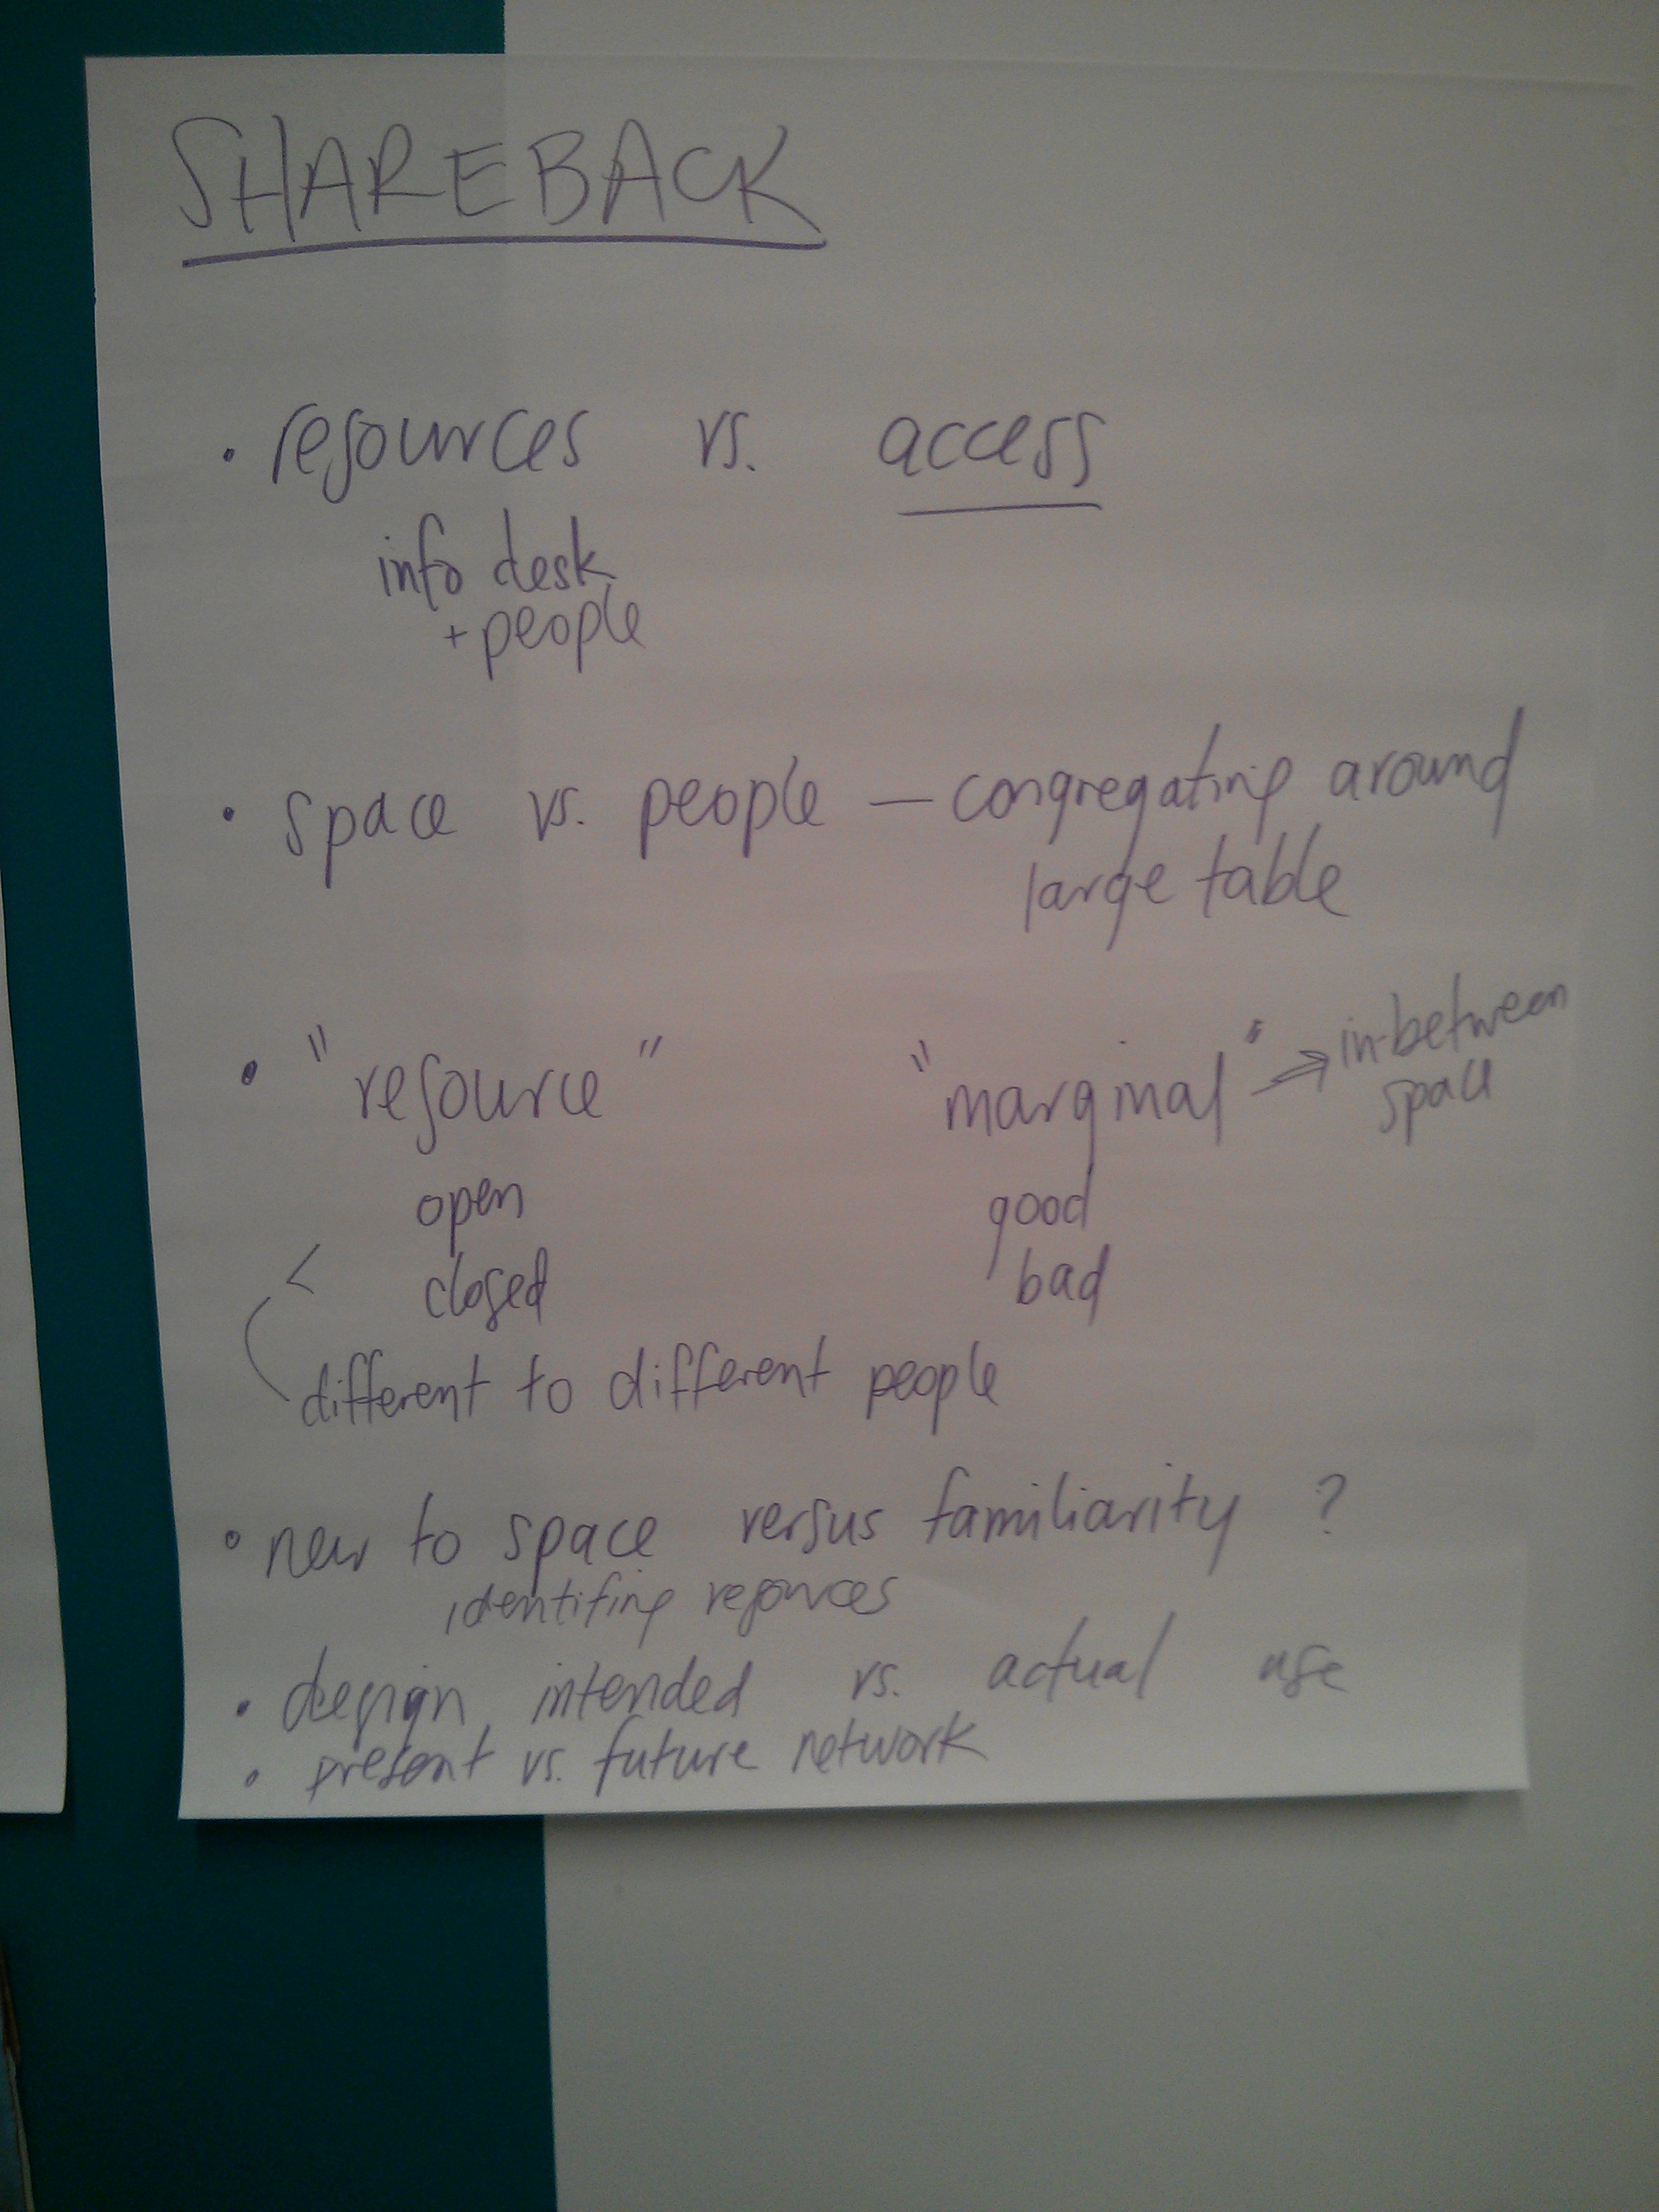 SHAREBACK
• resources vs. access
info desk
+ people
• space vs. people — congregating around
large table
• "resource" "marginal" → in-between
space
open good
closed bad
different to different people
• new to space versus familiarity ?
identifing resources
• design intended vs. actual use
• present vs. future network